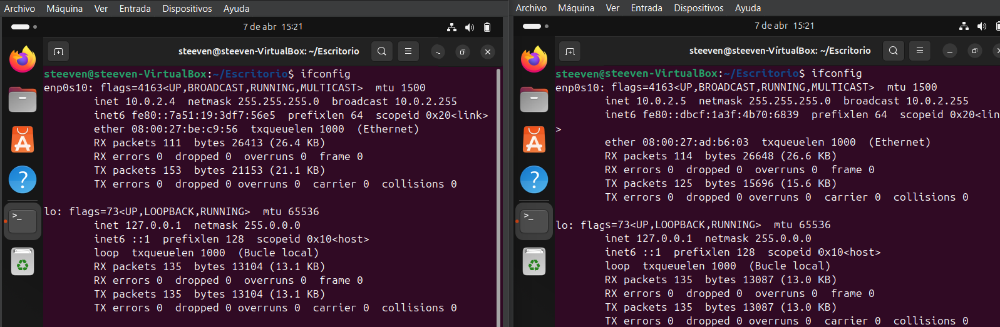 Archivo Máquina Ver Entrada Dispositivos Ayuda
7 de abr 15:21
steeven@steeven-VirtualBox: ~/Escritorio
steeven@steeven-VirtualBox:~/Escritorio$ ifconfig
enp0s10: flags=4163<UP,BROADCAST,RUNNING,MULTICAST> mtu 1500
inet 10.0.2.4 netmask 255.255.255.0 broadcast 10.0.2.255
inet6 fe80::7a51:19:3df7:56e5 prefixlen 64 scopeid 0x20<link>
ether 08:00:27:be:c9:56 txqueuelen 1000 (Ethernet)
RX packets 111 bytes 26413 (26.4 KB)
RX errors 0 dropped 0 overruns 0 frame 0
TX packets 153 bytes 21153 (21.1 KB)
TX errors 0 dropped 0 overruns 0 carrier 0 collisions 0
lo: flags=73<UP,LOOPBACK,RUNNING> mtu 65536
inet 127.0.0.1 netmask 255.0.0.0
inet6 ::1 prefixlen 128 scopeid 0x10<host>
loop txqueuelen 1000 (Bucle local)
RX packets 135 bytes 13104 (13.1 KB)
RX errors 0 dropped 0 overruns 0 frame 0
TX packets 135 bytes 13104 (13.1 KB)
TX errors 0 dropped 0 overruns 0 carrier 0 collisions 0
Archivo Máquina Ver Entrada Dispositivos Ayuda
7 de abr 15:21
steeven@steeven-VirtualBox: ~/Escritorio
steeven@steeven-VirtualBox:~/Escritorio$ ifconfig
enp0s10: flags=4163<UP,BROADCAST,RUNNING,MULTICAST> mtu 1500
inet 10.0.2.5 netmask 255.255.255.0 broadcast 10.0.2.255
inet6 fe80::dbcf:1a3f:4b70:6839 prefixlen 64 scopeid 0x20<lin
>
ether 08:00:27:ad:b6:03 txqueuelen 1000 (Ethernet)
RX packets 114 bytes 26648 (26.6 KB)
RX errors 0 dropped 0 overruns 0 frame 0
TX packets 125 bytes 15696 (15.6 KB)
TX errors 0 dropped 0 overruns 0 carrier 0 collisions 0
lo: flags=73<UP,LOOPBACK,RUNNING> mtu 65536
inet 127.0.0.1 netmask 255.0.0.0
inet6 ::1 prefixlen 128 scopeid 0x10<host>
loop txqueuelen 1000 (Bucle local)
RX packets 135 bytes 13087 (13.0 KB)
RX errors 0 dropped 0 overruns 0 frame 0
TX packets 135 bytes 13087 (13.0 KB)
TX errors 0 dropped 0 overruns 0 carrier 0 collisions 0